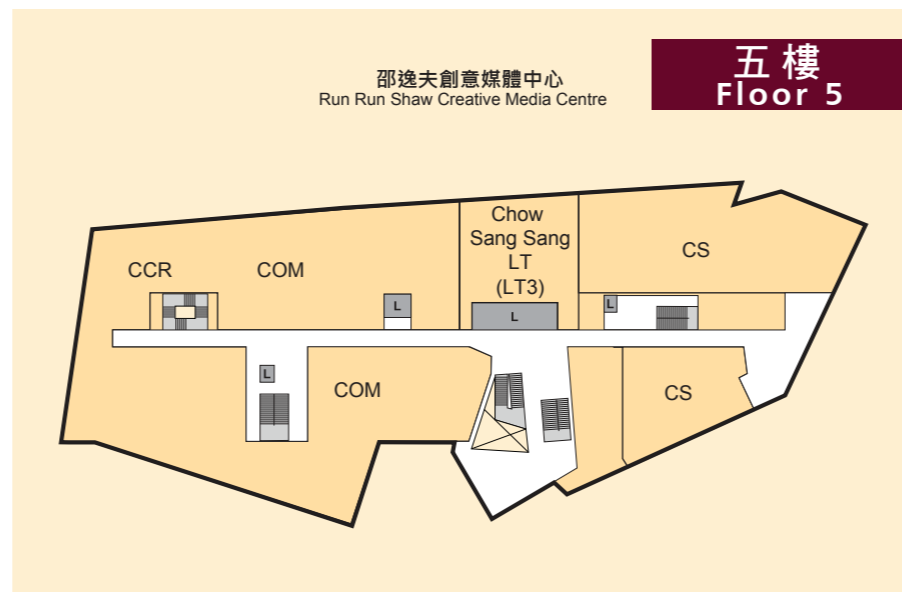 五樓
Floor 5
邵逸夫創意媒體中心
Run Run Shaw Creative Media Centre
Chow
Sang Sang
LT
(LT3)
CS
CCR
COM
L
L
L
L
COM
CS